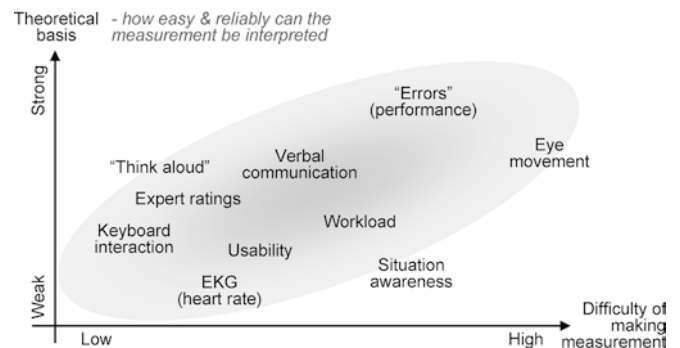 Theoretical - how easy & reliably can the
basis measurement be interpreted
Strong
“Errors”
(performance)
Eye
movement
Verbal
communication
“Think aloud”
Expert ratings
Keyboard
interaction
Workload
Usability
Situation
awareness
EKG
(heart rate)
Weak
Low
High
Difficulty of
making
measurement